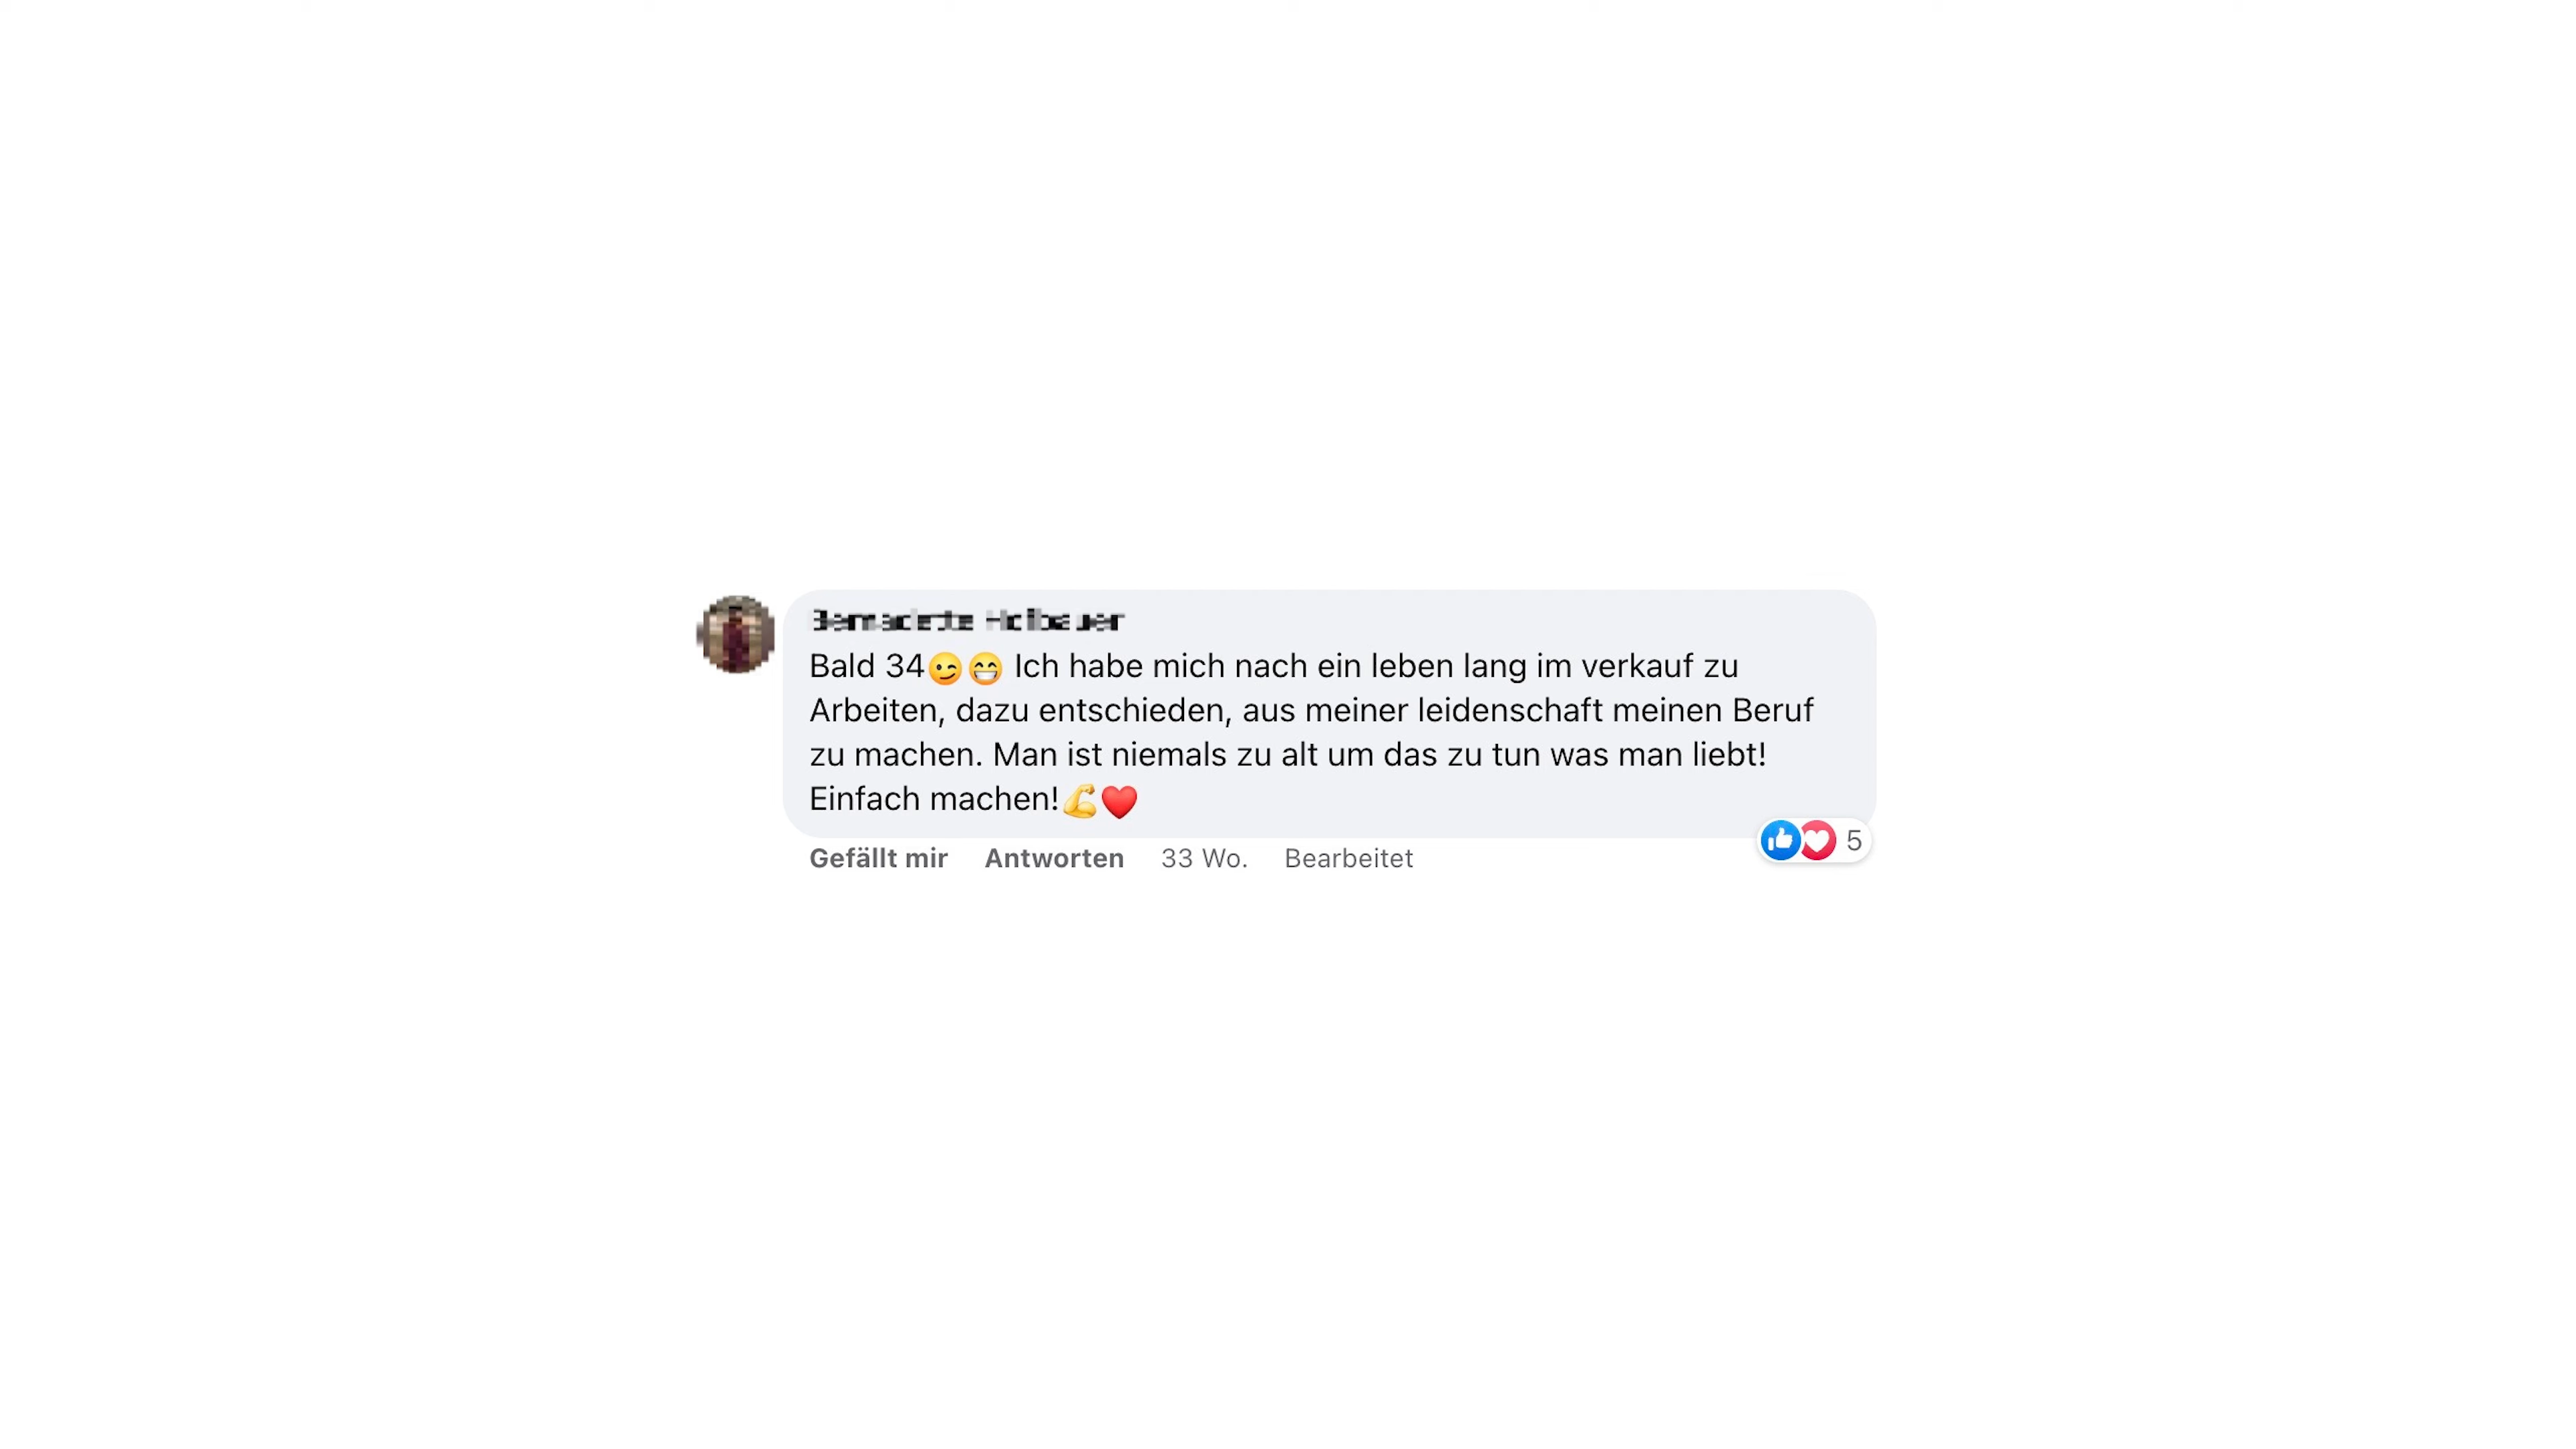 Bald 34😉😁 Ich habe mich nach ein leben lang im verkauf zu
Arbeiten, dazu entschieden, aus meiner leidenschaft meinen Beruf
zu machen. Man ist niemals zu alt um das zu tun was man liebt!
Einfach machen!💪❤️
Gefällt mir Antworten 33 Wo. Bearbeitet 5